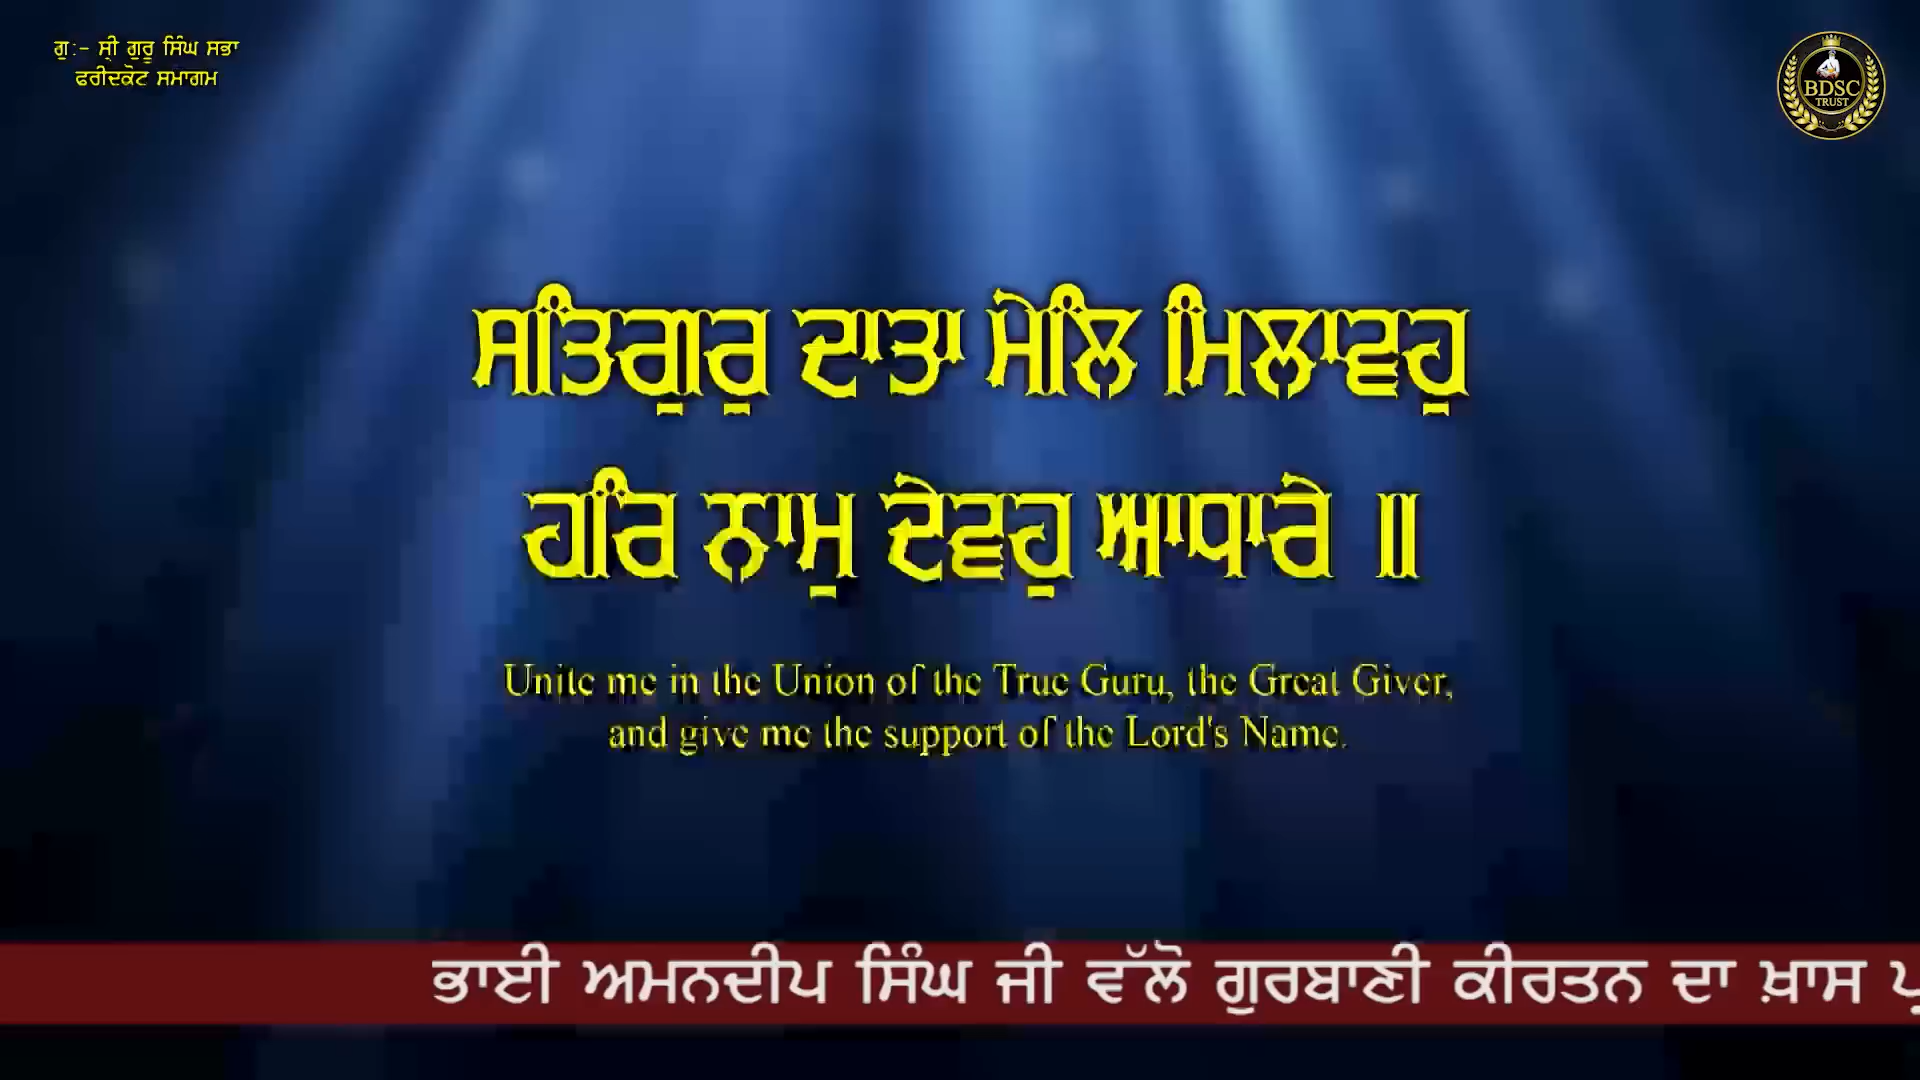 ਗੁ:- ਸ੍ਰੀ ਗੁਰੂ ਸਿੰਘ ਸਭਾ
ਫਰੀਦਕੋਟ ਸਮਾਗਮ
BDSC
TRUST
ਸਤਿਗੁਰੁ ਦਾਤਾ ਮੇਲਿ ਮਿਲਾਵਹੁ
ਹਰਿ ਨਾਮੁ ਦੇਵਹੁ ਆਧਾਰੇ ॥
Unite me in the Union of the True Guru, the Great Giver,
and give me the support of the Lord's Name.
ਭਾਈ ਅਮਨਦੀਪ ਸਿੰਘ ਜੀ ਵੱਲੋ ਗੁਰਬਾਣੀ ਕੀਰਤਨ ਦਾ ਖ਼ਾਸ